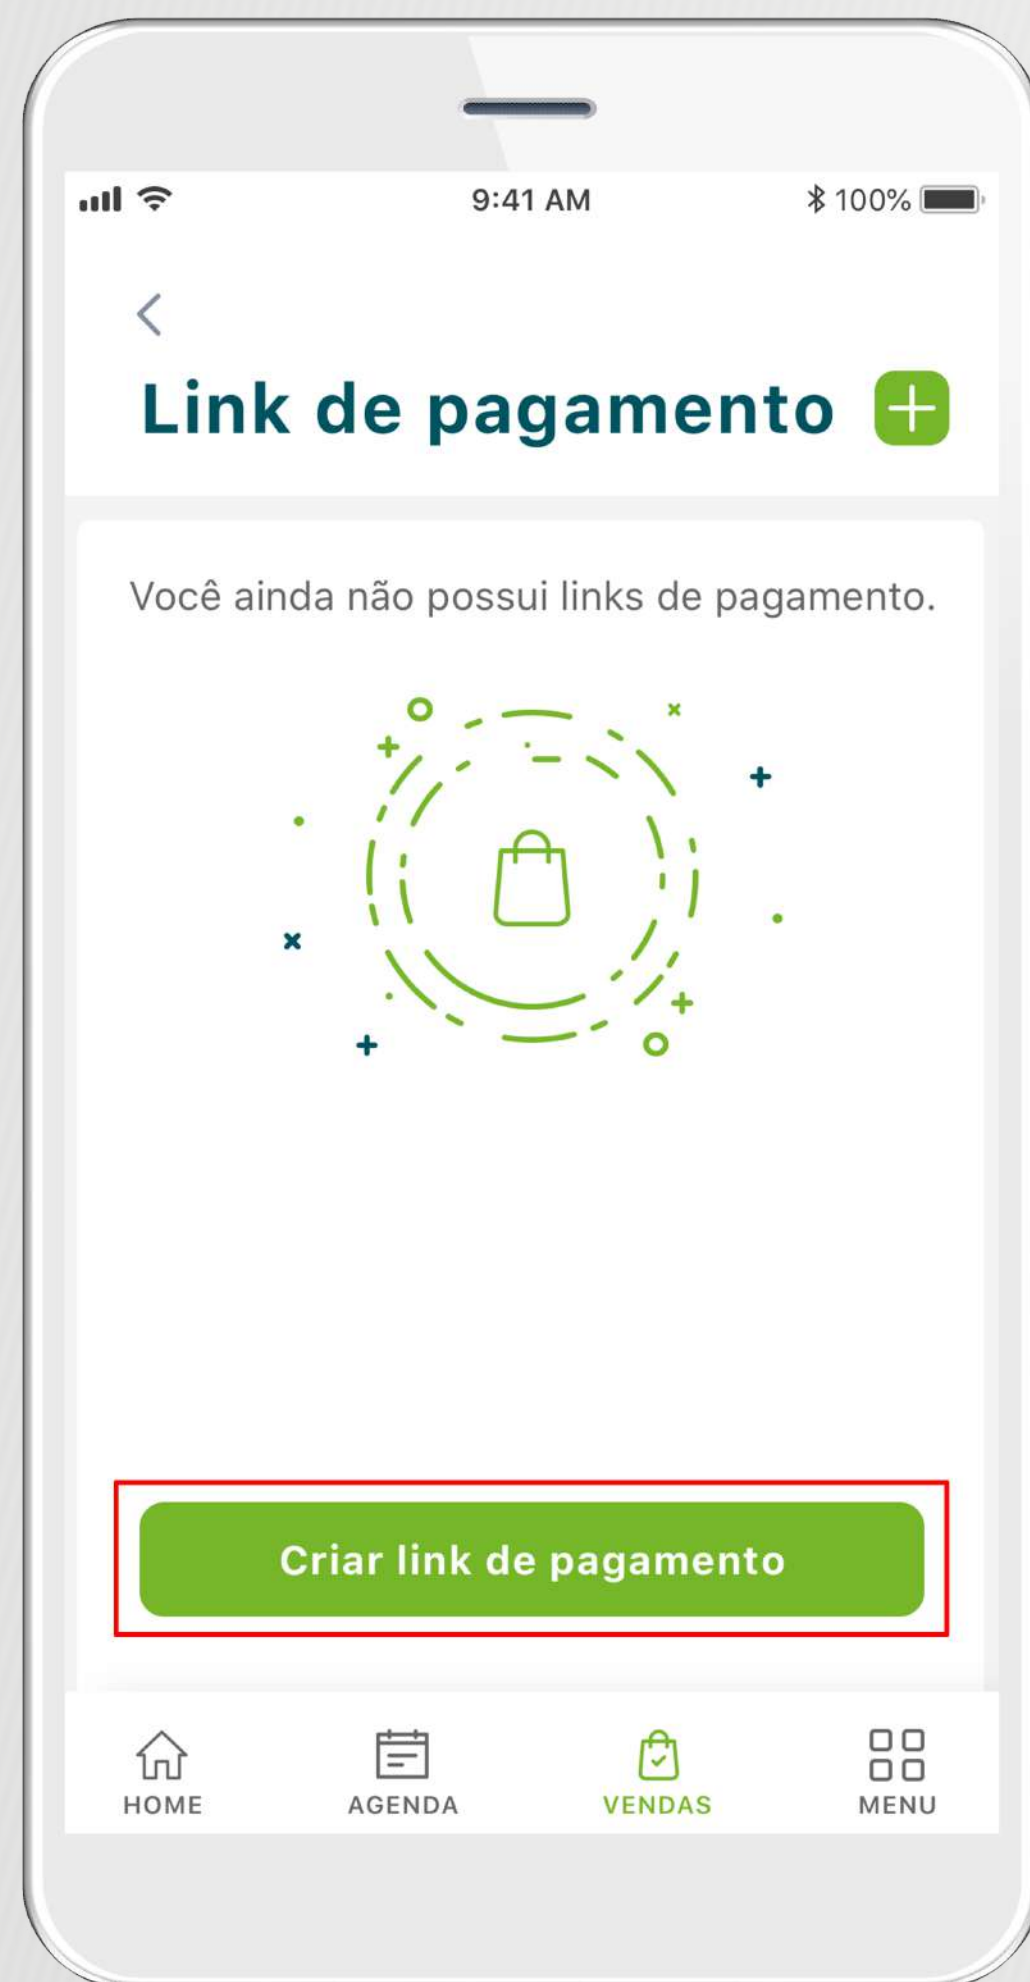 9:41 AM
100%
Link de pagamento
Você ainda não possui links de pagamento.
Criar link de pagamento
HOME
AGENDA
VENDAS
MENU